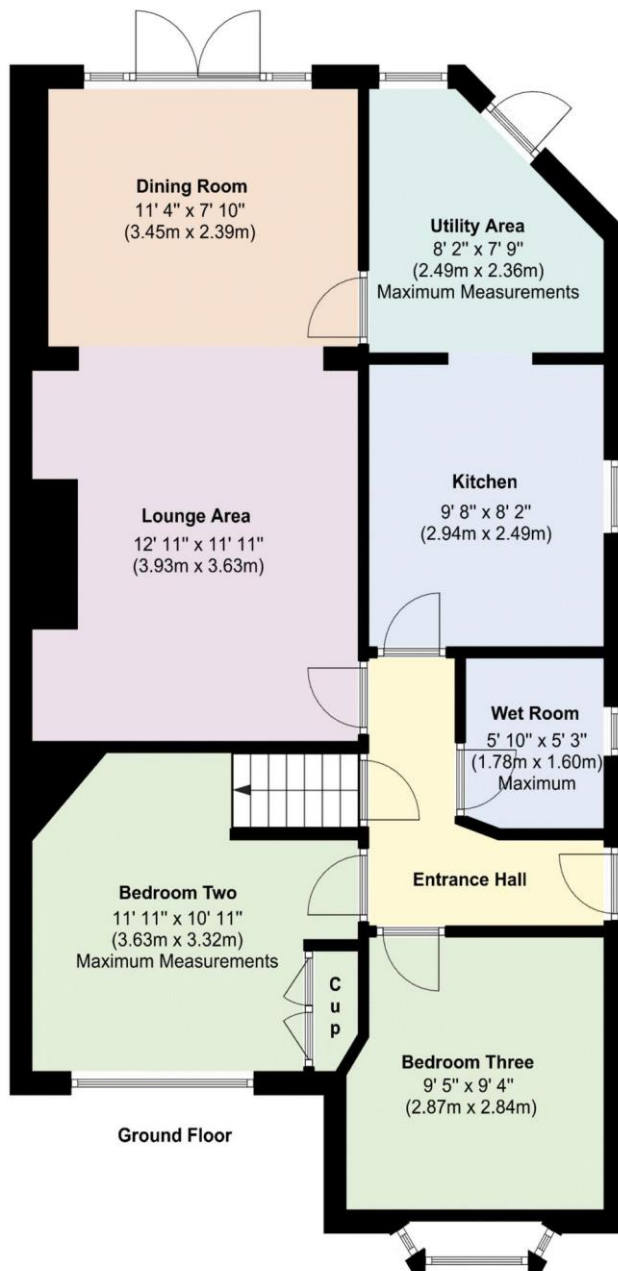 Dining Room
11' 4" x 7' 10"
(3.45m x 2.39m)
Utility Area
8' 2" x 7' 9"
(2.49m x 2.36m)
Maximum Measurements
Lounge Area
12' 11" x 11' 11"
(3.93m x 3.63m)
Kitchen
9' 8" x 8' 2"
(2.94m x 2.49m)
Wet Room
5' 10" x 5' 3"
(1.78m x 1.60m)
Maximum
Entrance Hall
Bedroom Two
11' 11" x 10' 11"
(3.63m x 3.32m)
Maximum Measurements
C
u
p
Bedroom Three
9' 5" x 9' 4"
(2.87m x 2.84m)
Ground Floor